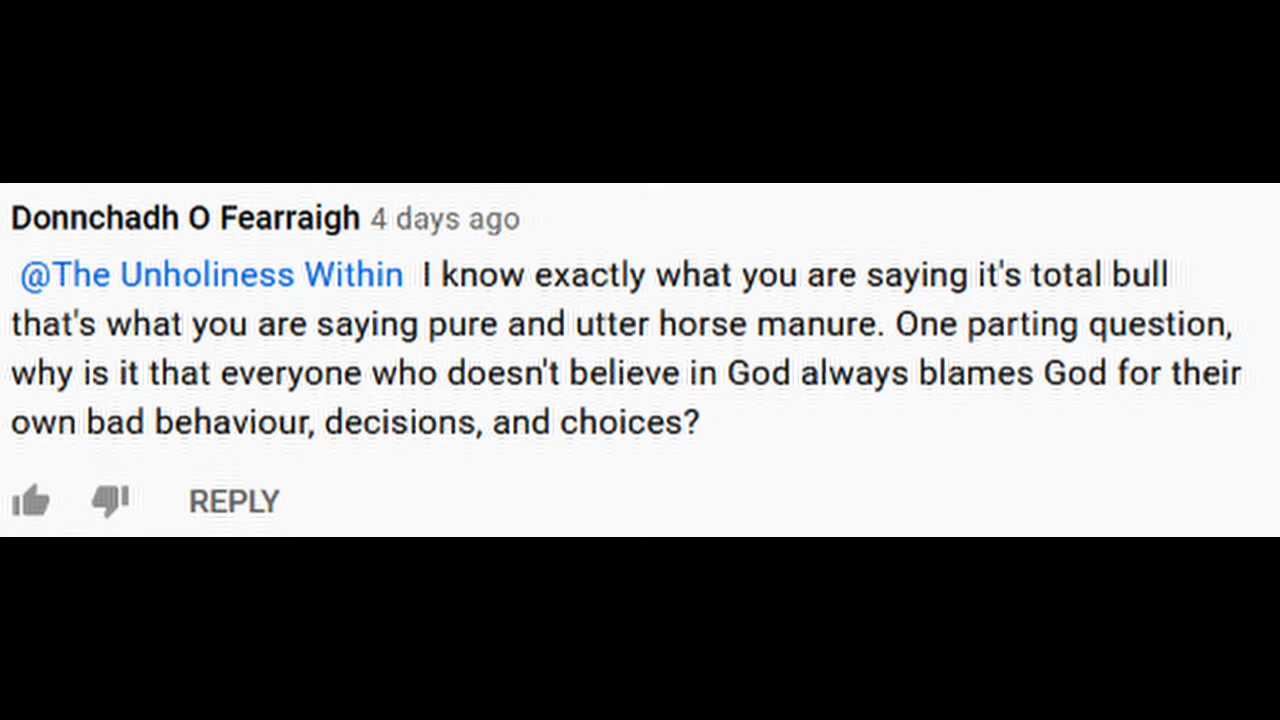 Donnchadh O Fearraigh 4 days ago
@The Unholiness Within I know exactly what you are saying it's total bull
that's what you are saying pure and utter horse manure. One parting question,
why is it that everyone who doesn't believe in God always blames God for their
own bad behaviour, decisions, and choices?
REPLY